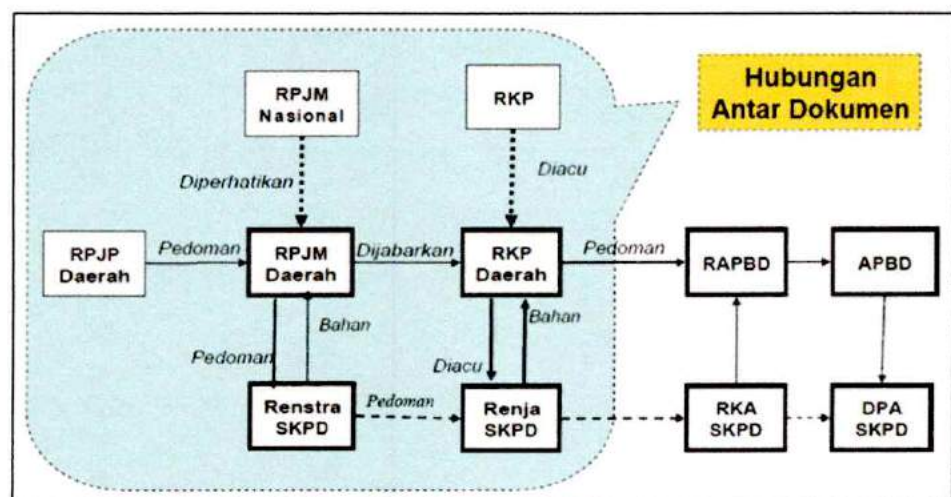 Hubungan
Antar Dokumen
RPJM
Nasional
RKP
Diperhatikan
Diacu
RPJP
Daerah
Pedoman
RPJM
Daerah
Dijabarkan
RKP
Daerah
Pedoman
RAPBD
APBD
Pedoman
Bahan
Diacu
Bahan
Renstra
SKPD
Pedoman
Renja
SKPD
RKA
SKPD
DPA
SKPD